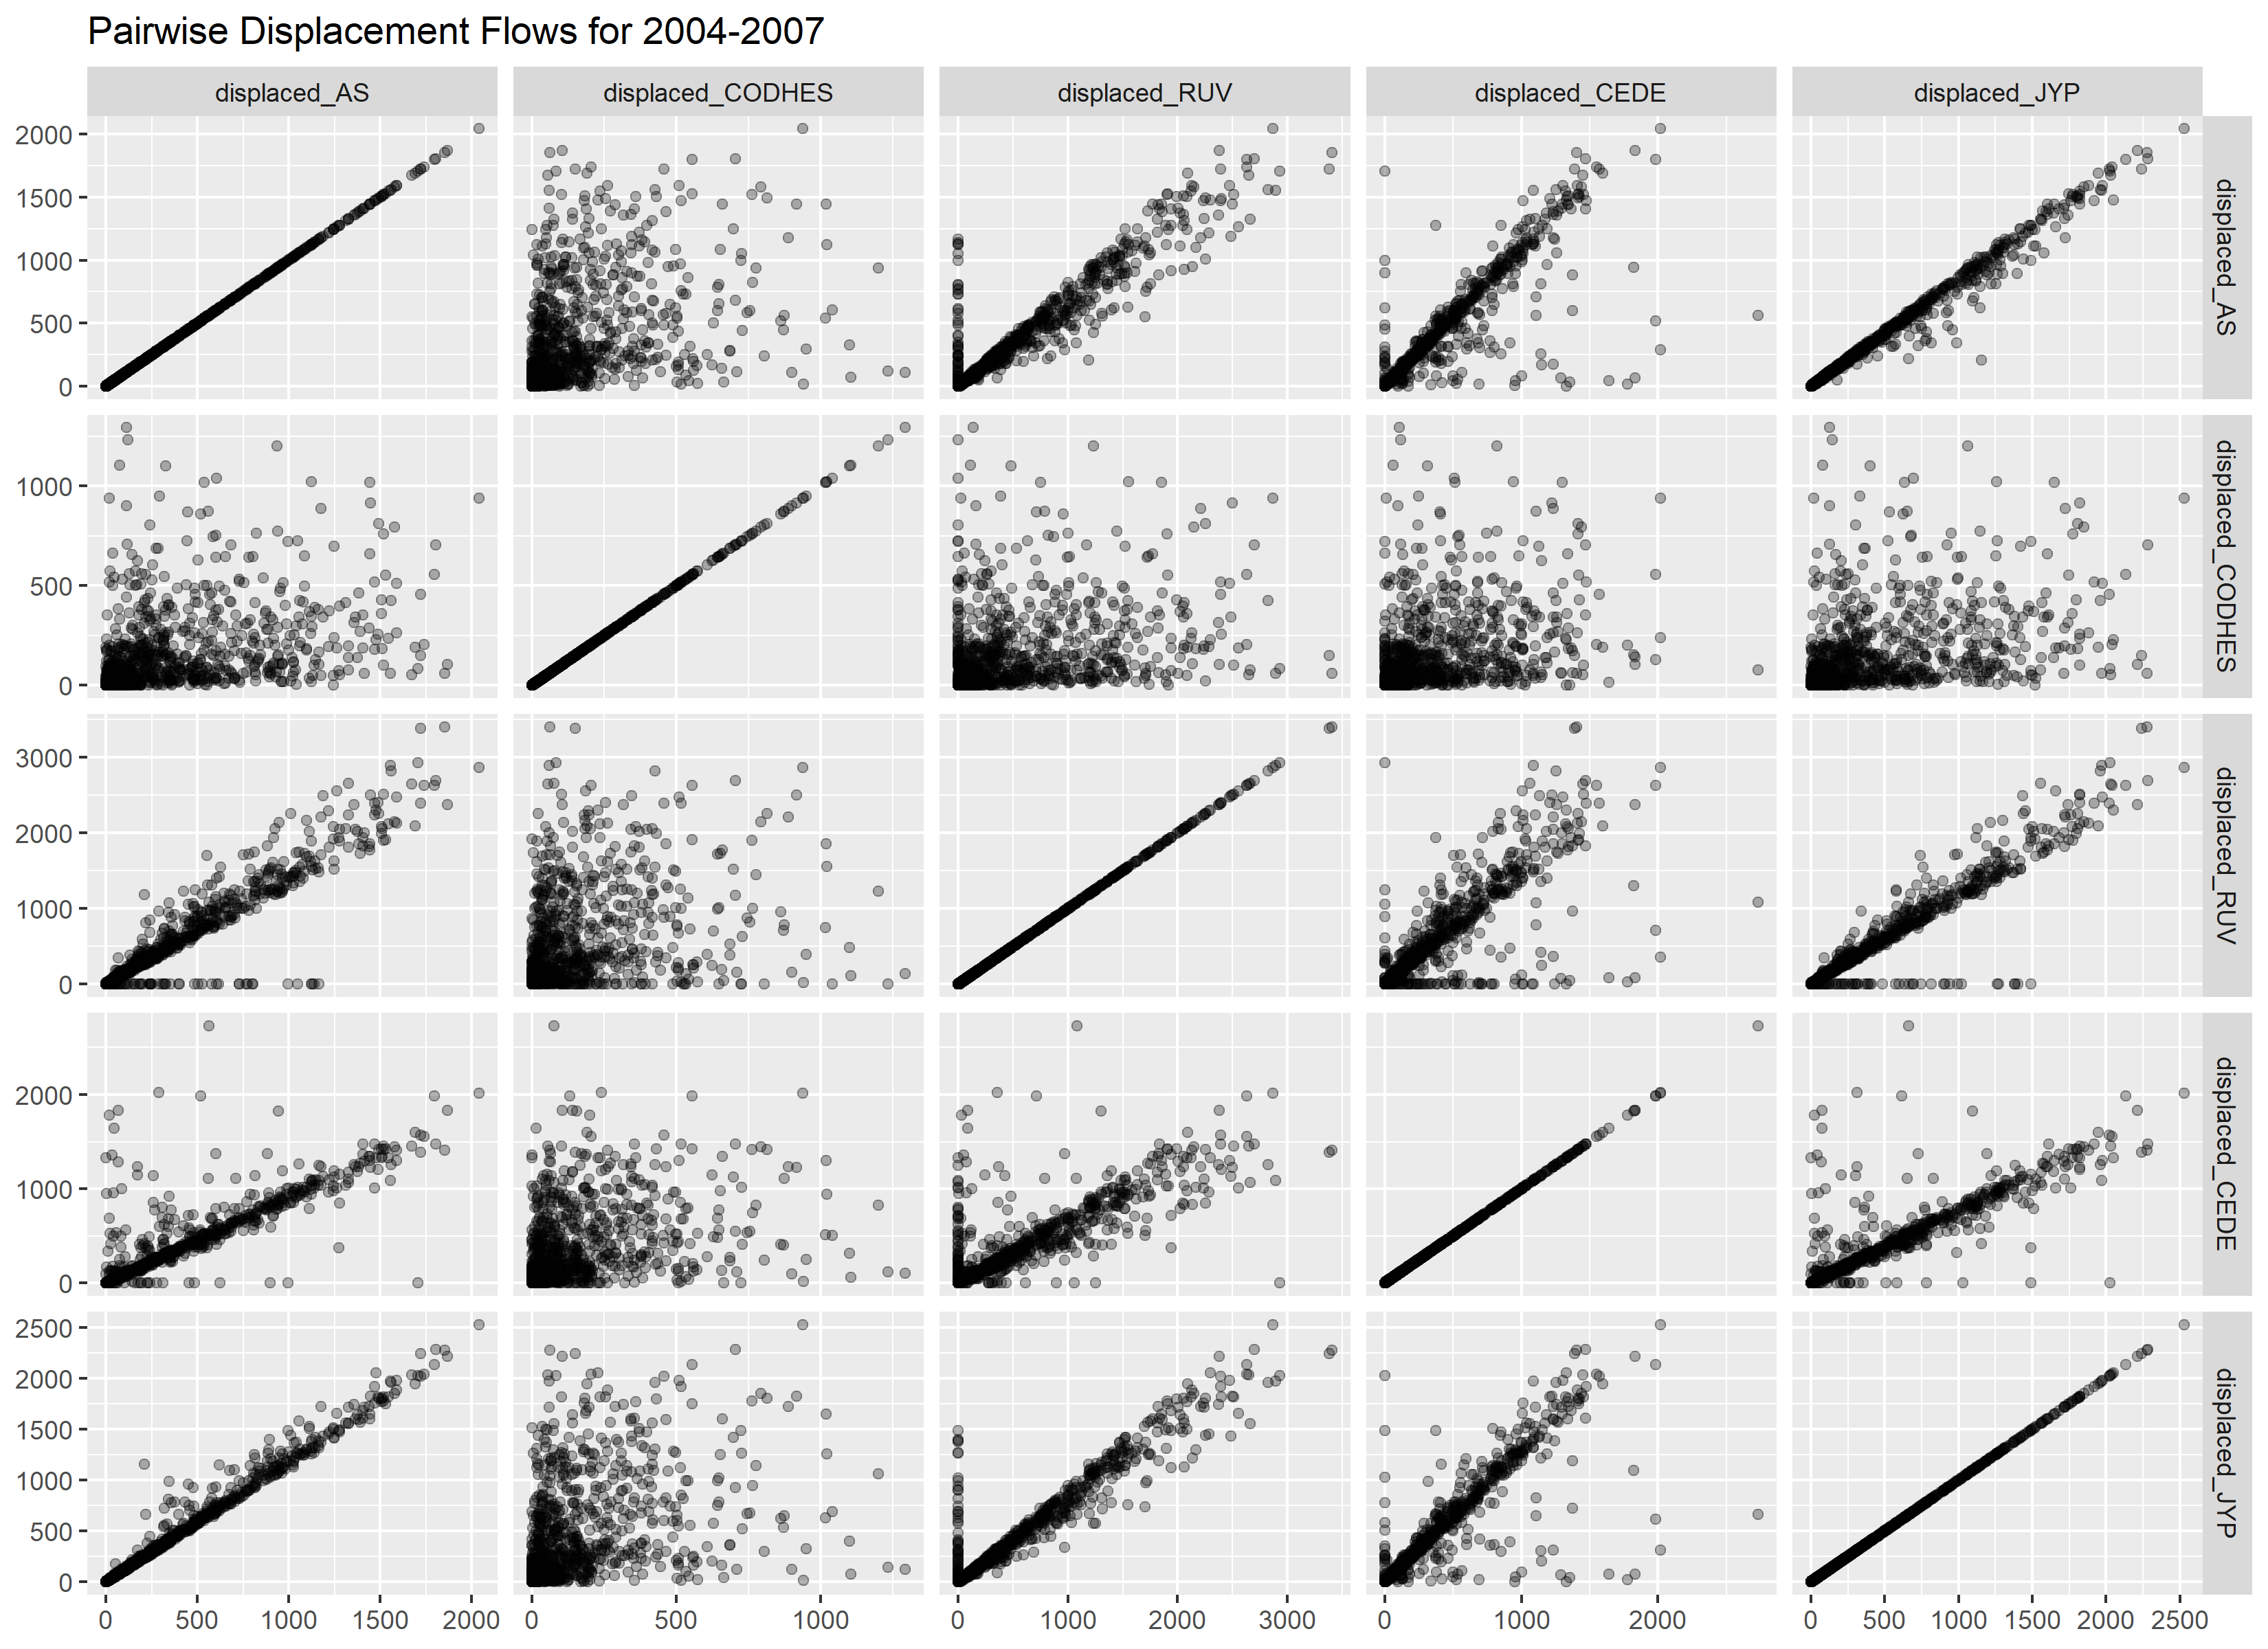 Pairwise Displacement Flows for 2004-2007
displaced_AS displaced_CODHES displaced_RUV displaced_CEDE displaced_JYP
2000
1500
1000
500
0
displaced_AS
1000
500
0
displaced_CODHES
3000
2000
1000
0
displaced_RUV
2000
1000
0
displaced_CEDE
2500
2000
1500
1000
500
0
displaced_JYP
0 500 1000 1500 2000 0 500 1000 0 1000 2000 3000 0 1000 2000 0 500 1000 1500 2000 2500